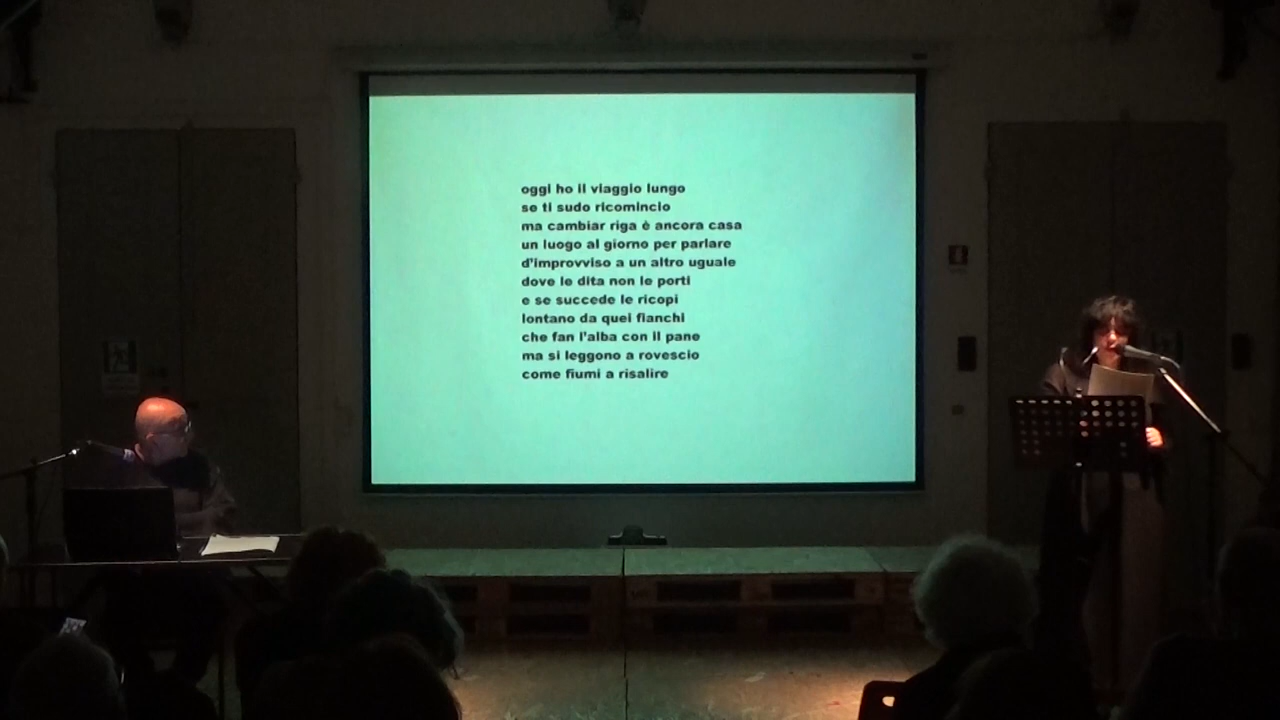 oggi ho il viaggio lungo
se ti sudo ricomincio
ma cambiar riga è ancora casa
un luogo al giorno per parlare
d'improvviso a un altro uguale
dove le dita non le porti
e se succede le ricopi
lontano da quei fianchi
che fan l'alba con il pane
ma si leggono a rovescio
come fiumi a risalire